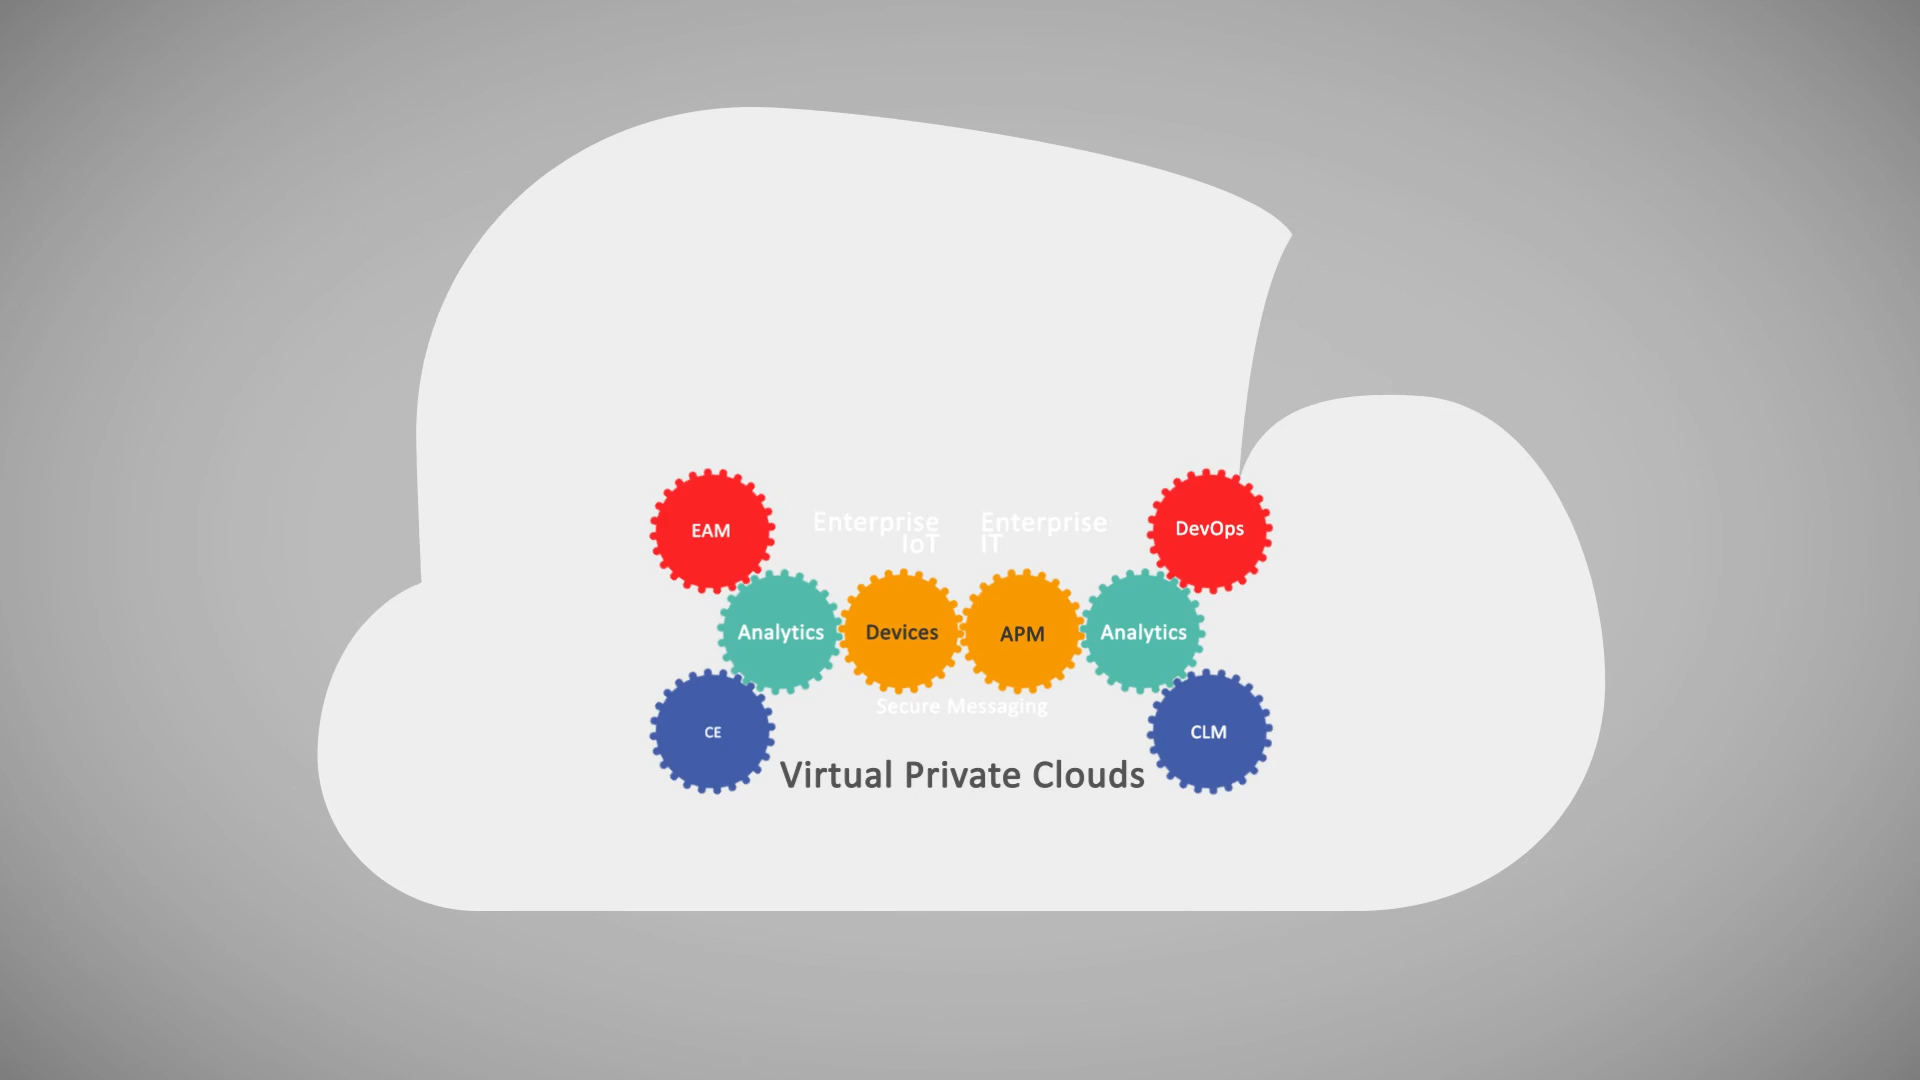 EAM
Enterprise
IoT
Enterprise
IT
DevOps
Analytics
Devices
APM
Analytics
Secure Messaging
CE
CLM
Virtual Private Clouds